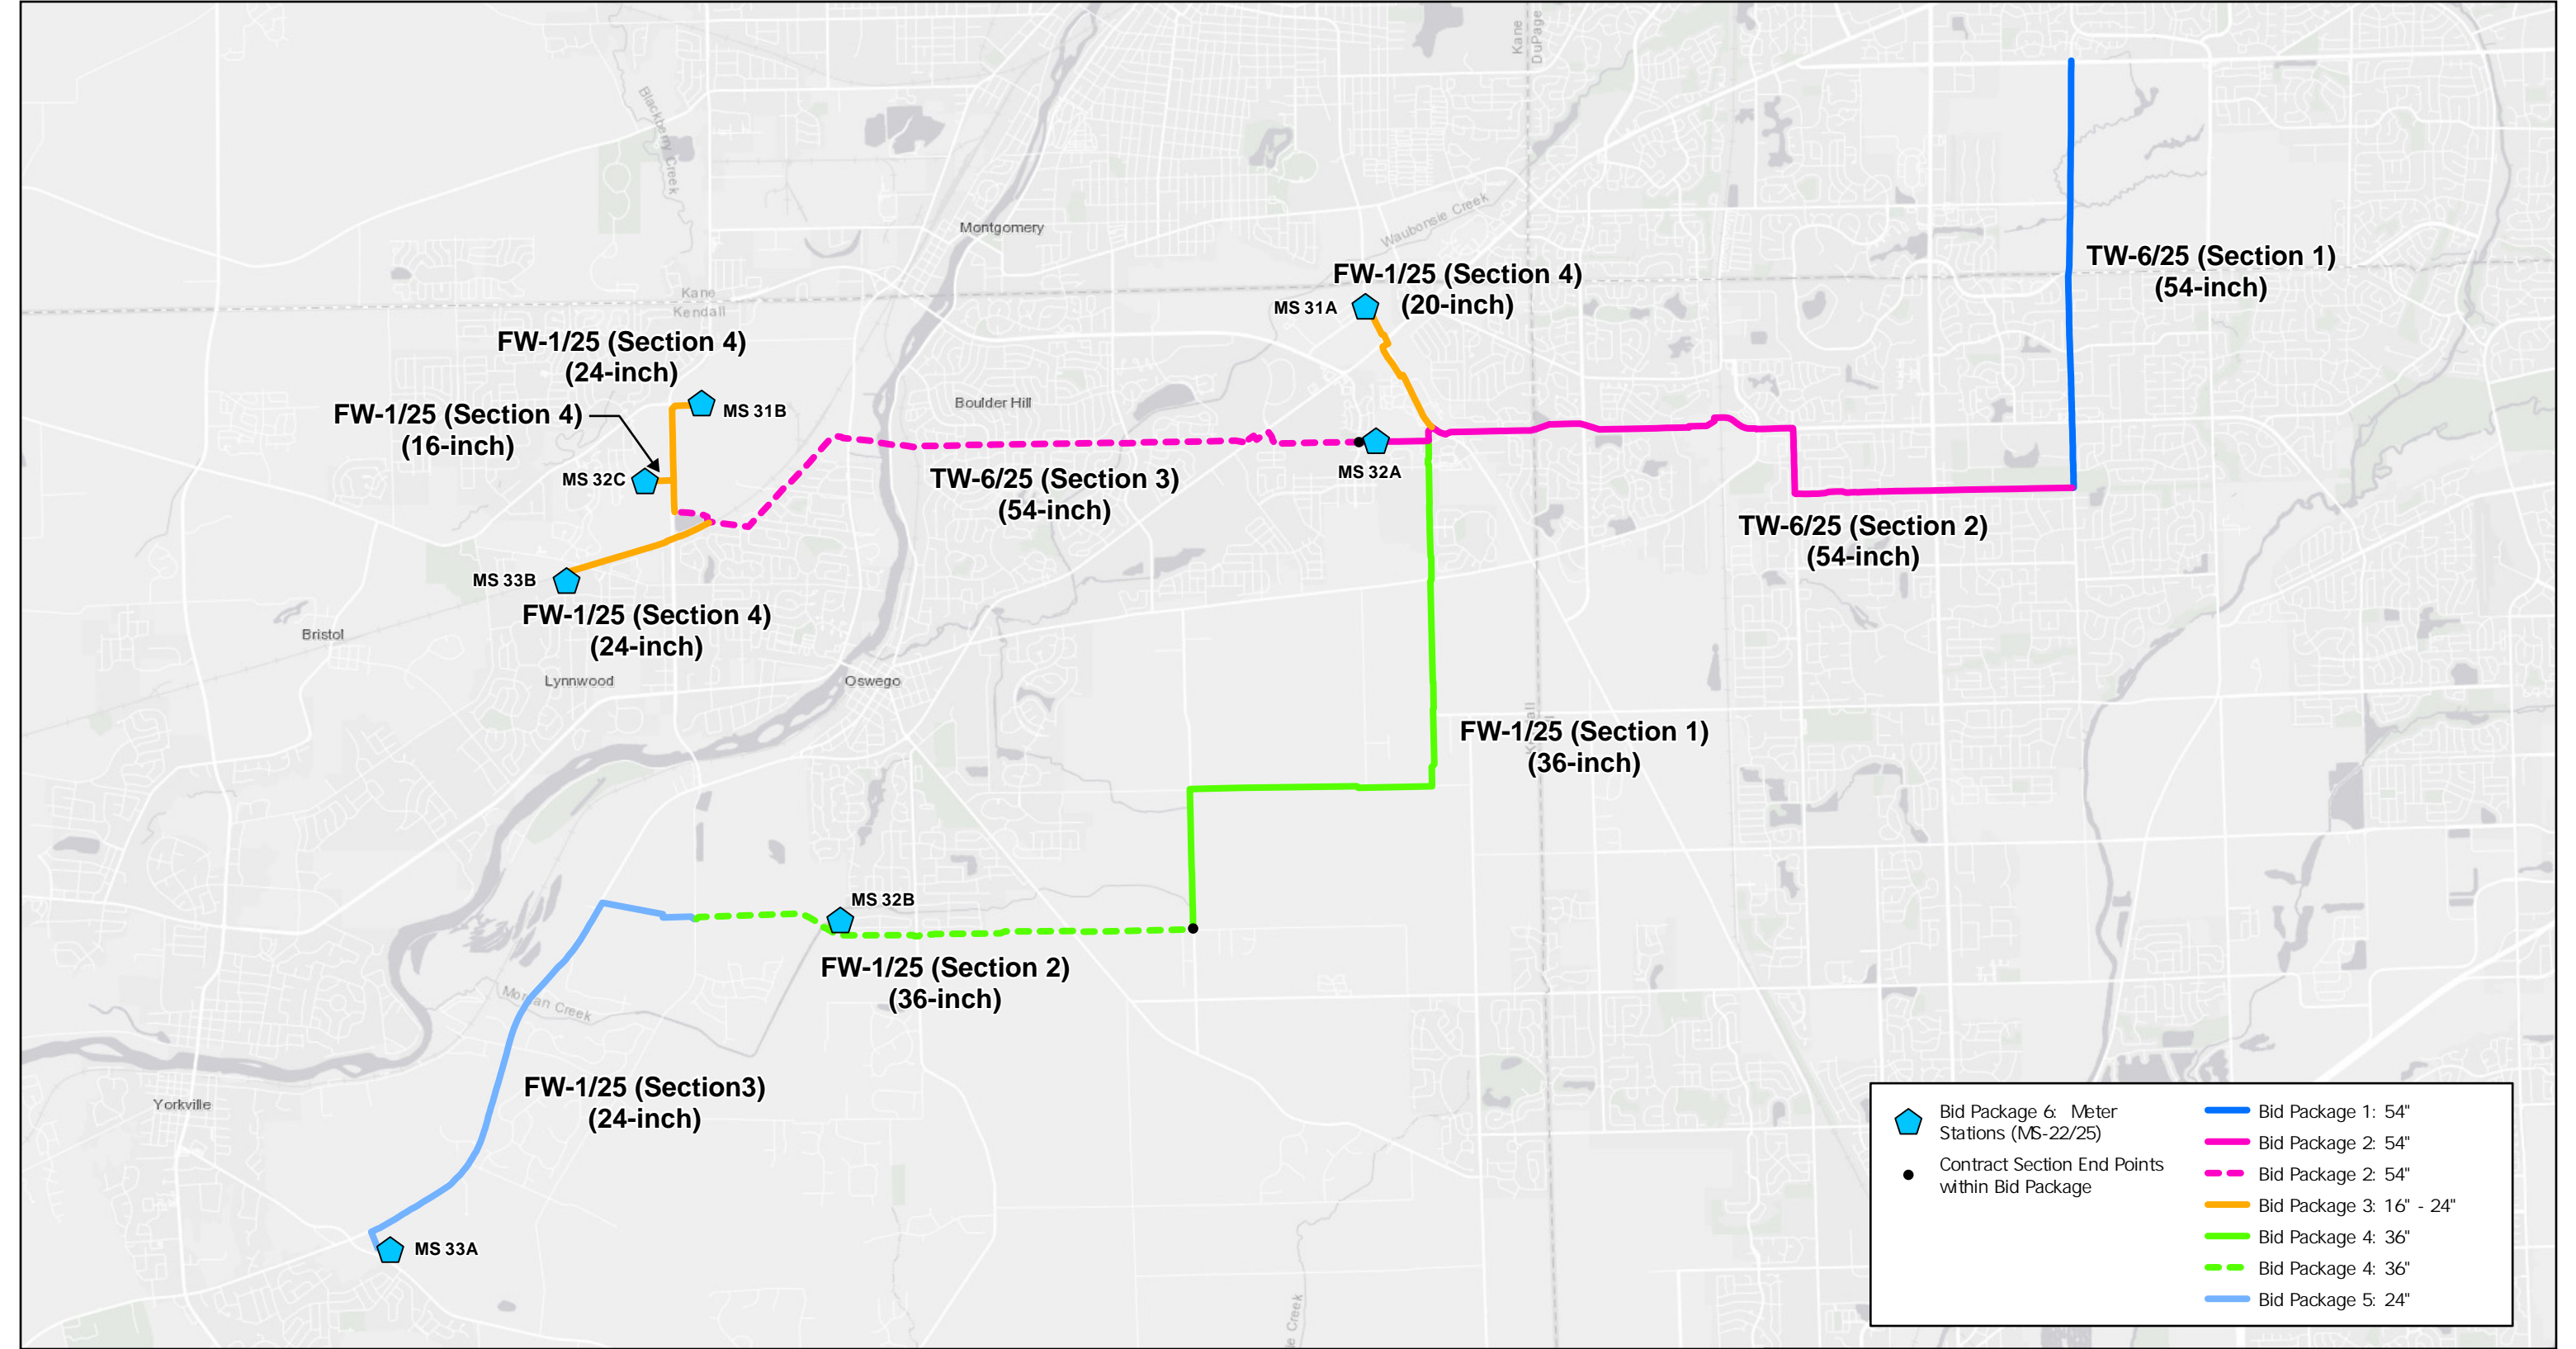 Kane
DuPage
Blackberry Creek
Montgomery
Waubonsie Creek
TW-6/25 (Section 1)
(54-inch)
FW-1/25 (Section 4)
(20-inch)
MS 31A
Kane
Kendall
FW-1/25 (Section 4)
(24-inch)
MS 31B
FW-1/25 (Section 4)
(16-inch)
Boulder Hill
MS 32C
MS 32A
TW-6/25 (Section 3)
(54-inch)
TW-6/25 (Section 2)
(54-inch)
MS 33B
FW-1/25 (Section 4)
(24-inch)
Bristol
Lynnwood
Oswego
FW-1/25 (Section 1)
(36-inch)
MS 32B
FW-1/25 (Section 2)
(36-inch)
Morgan Creek
FW-1/25 (Section3)
(24-inch)
Yorkville
MS 33A
Creek
Bid Package 6: Meter
Stations (MS-22/25)
Contract Section End Points
within Bid Package
Bid Package 1: 54"
Bid Package 2: 54"
Bid Package 2: 54"
Bid Package 3: 16" - 24"
Bid Package 4: 36"
Bid Package 4: 36"
Bid Package 5: 24"